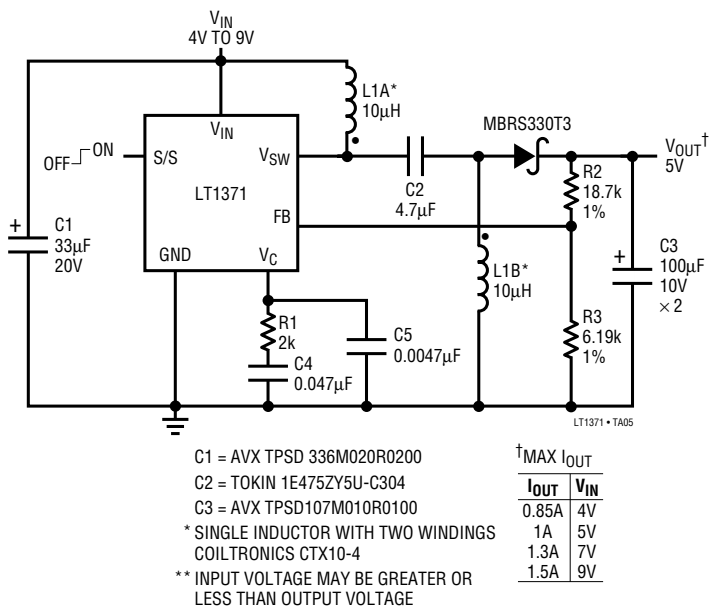 VIN
4V TO 9V
L1A*
10µH
MBRS330T3
VOUT†
5V
OFF ON
S/S
VIN
VSW
LT1371
FB
GND
VC
C2
4.7µF
R2
18.7k
1%
+
C1
33µF
20V
L1B*
10µH
+
C3
100µF
10V
× 2
R1
2k
C5
0.0047µF
C4
0.047µF
R3
6.19k
1%
LT1371 • TA05
C1 = AVX TPSD 336M020R0200
C2 = TOKIN 1E475ZY5U-C304
C3 = AVX TPSD107M010R0100
* SINGLE INDUCTOR WITH TWO WINDINGS
COILTRONICS CTX10-4
** INPUT VOLTAGE MAY BE GREATER OR
LESS THAN OUTPUT VOLTAGE
†MAX IOUT
IOUT VIN
0.85A 4V
1A 5V
1.3A 7V
1.5A 9V